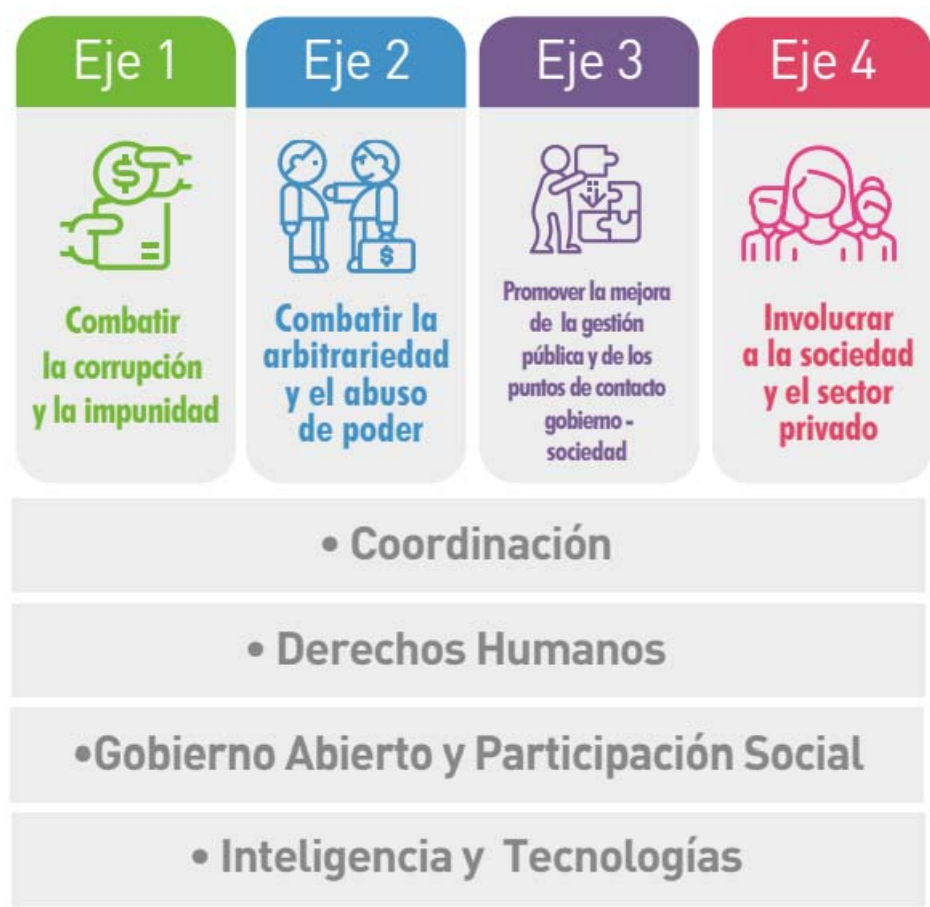 Eje 1
Combatir
la corrupción
y la impunidad
Eje 2
Combatir la
arbitrariedad
y el abuso
de poder
Eje 3
Promover la mejora
de la gestión
pública y de los
puntos de contacto
gobierno -
sociedad
Eje 4
Involucrar
a la sociedad
y el sector
privado
• Coordinación
• Derechos Humanos
•Gobierno Abierto y Participación Social
• Inteligencia y Tecnologías